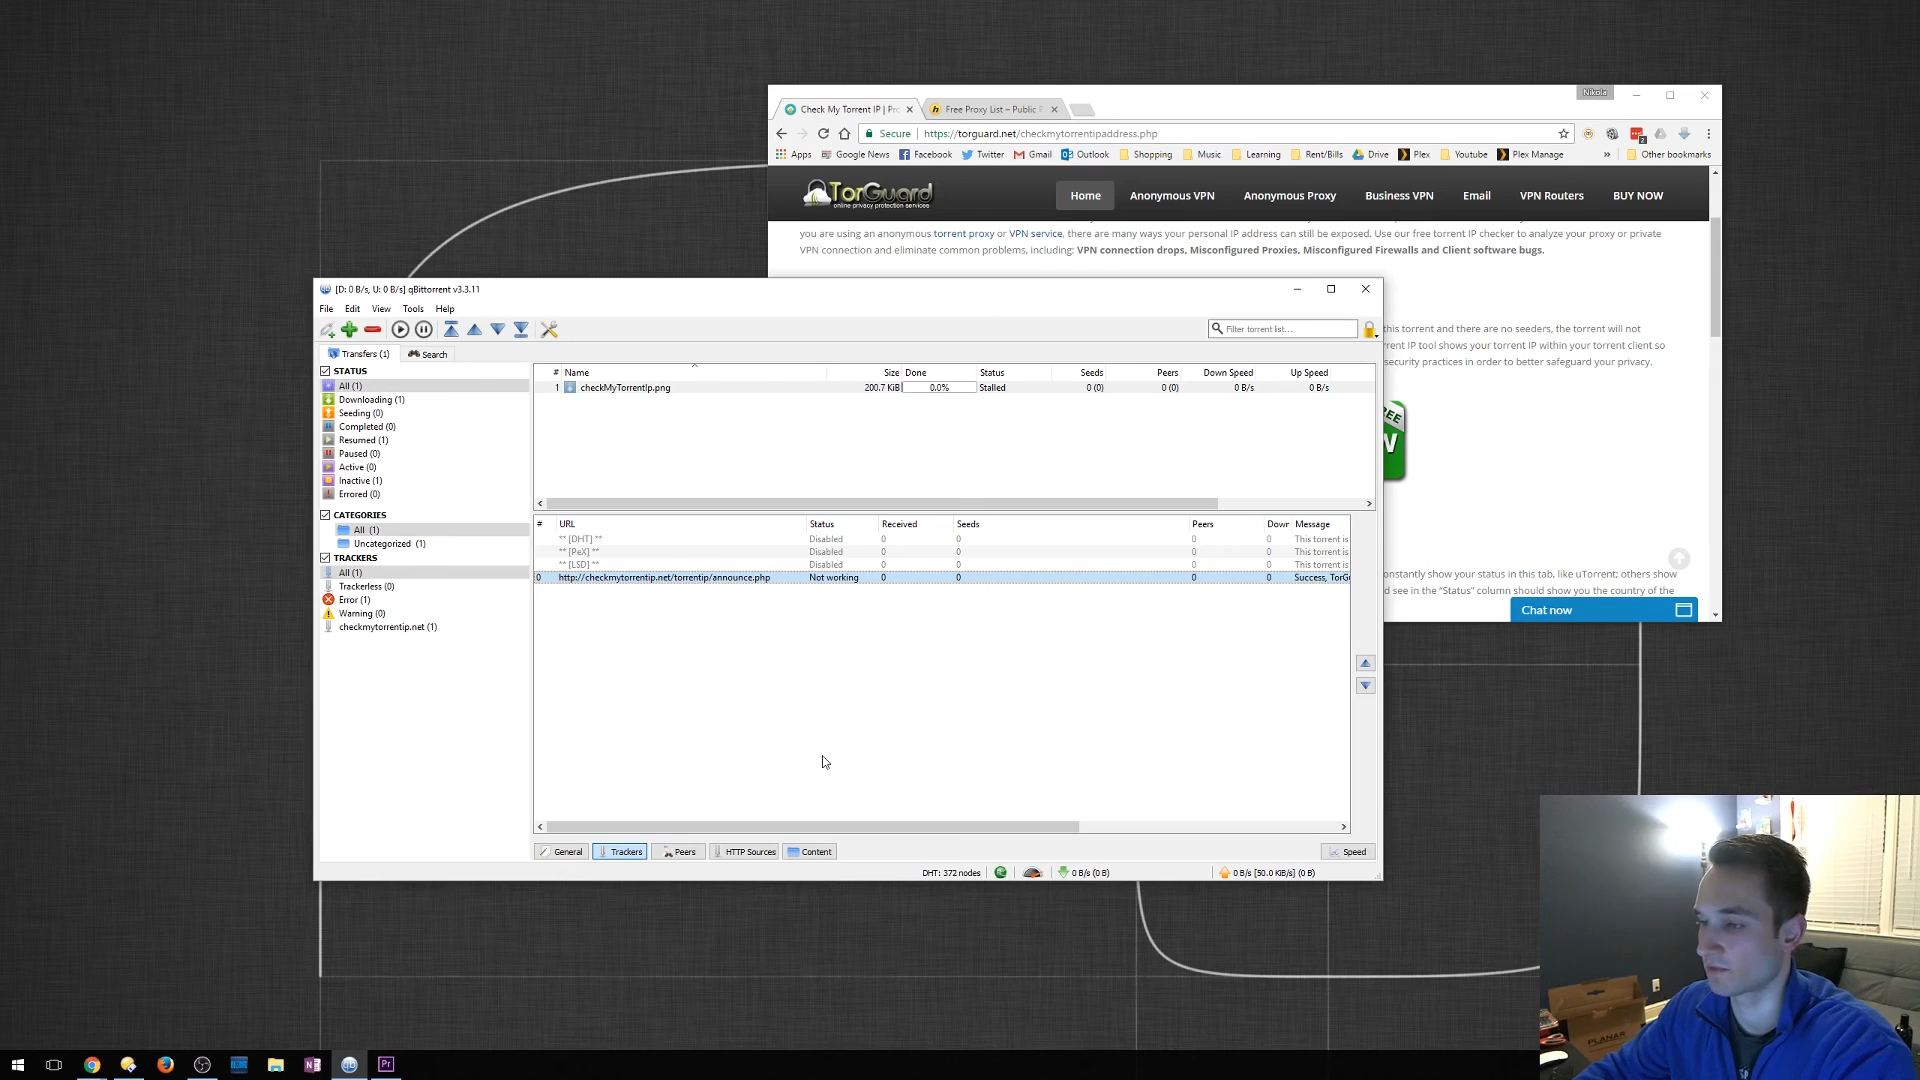 Nikola
Check My Torrent IP | Pr
Free Proxy List – Public P
Secure
https://torguard.net/checkmytorrentipaddress.php
2
Apps
Google News
Facebook
Twitter
Gmail
Outlook
Shopping
Music
Learning
Rent/Bills
Drive
Plex
Youtube
Plex Manage
»
Other bookmarks
TorGuard
online privacy protection services
Home
Anonymous VPN
Anonymous Proxy
Business VPN
Email
VPN Routers
BUY NOW
you are using an anonymous torrent proxy or VPN service, there are many ways your personal IP address can still be exposed. Use our free torrent IP checker to analyze your proxy or private
VPN connection and eliminate common problems, including: VPN connection drops, Misconfigured Proxies, Misconfigured Firewalls and Client software bugs.
this torrent and there are no seeders, the torrent will not
rrent IP tool shows your torrent IP within your torrent client so
security practices in order to better safeguard your privacy.
REE
W
onstantly show your status in this tab, like uTorrent; others show
d see in the "Status" column should show you the country of the
Chat now
[D: 0 B/s, U: 0 B/s] qBittorrent v3.3.11
File Edit View Tools Help
Filter torrent list...
Transfers (1)
Search
STATUS
All (1)
Downloading (1)
Seeding (0)
Completed (0)
Resumed (1)
Paused (0)
Active (0)
Inactive (1)
Errored (0)
CATEGORIES
All (1)
Uncategorized (1)
TRACKERS
All (1)
Trackerless (0)
Error (1)
Warning (0)
checkmytorrentip.net (1)
# Name Size Done Status Seeds Peers Down Speed Up Speed
1 checkMyTorrentIp.png 200.7 KiB 0.0% Stalled 0 (0) 0 (0) 0 B/s 0 B/s
# URL Status Received Seeds Peers Down Message
** [DHT] ** Disabled 0 0 0 0 This torrent is
** [PeX] ** Disabled 0 0 0 0 This torrent is
** [LSD] ** Disabled 0 0 0 0 This torrent is
0 http://checkmytorrentip.net/torrentip/announce.php Not working 0 0 0 0 Success, TorGu
General
Trackers
Peers
HTTP Sources
Content
Speed
DHT: 372 nodes
0 B/s (0 B)
0 B/s [50.0 KiB/s] (0 B)
qb
Pr
PLANAR